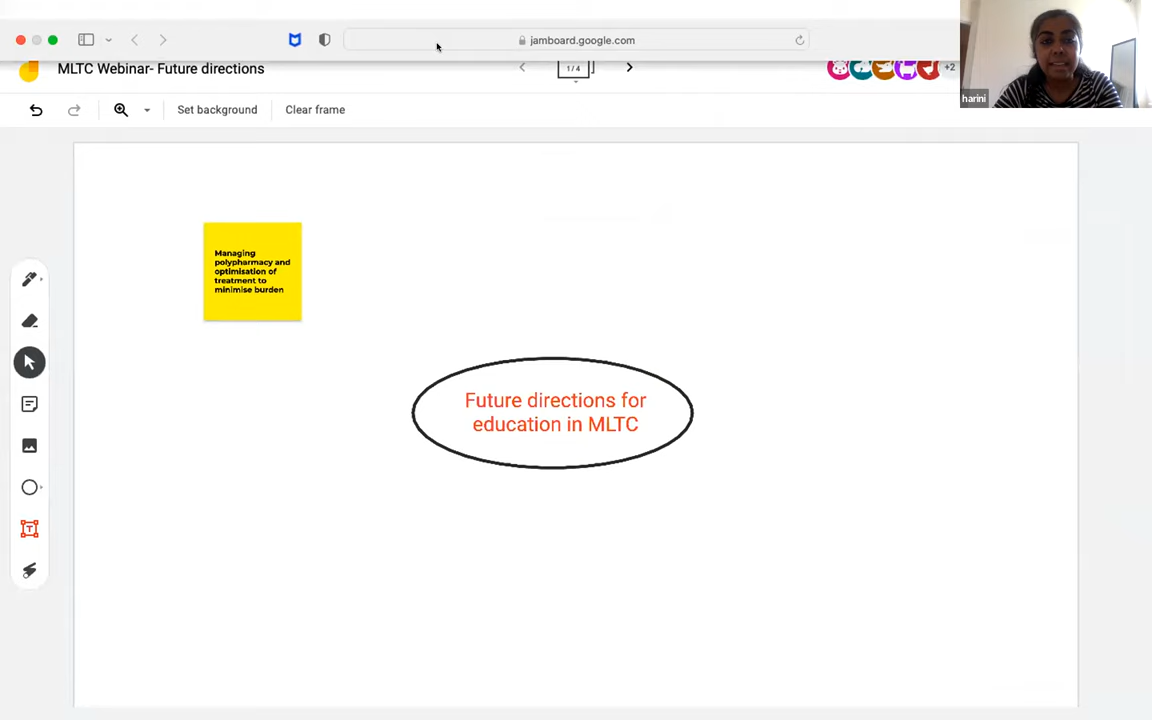 jamboard.google.com
MLTC Webinar- Future directions
1/4
+2
harini
Set background
Clear frame
Managing
polypharmacy and
optimisation of
treatment to
minimise burden
Future directions for
education in MLTC
T